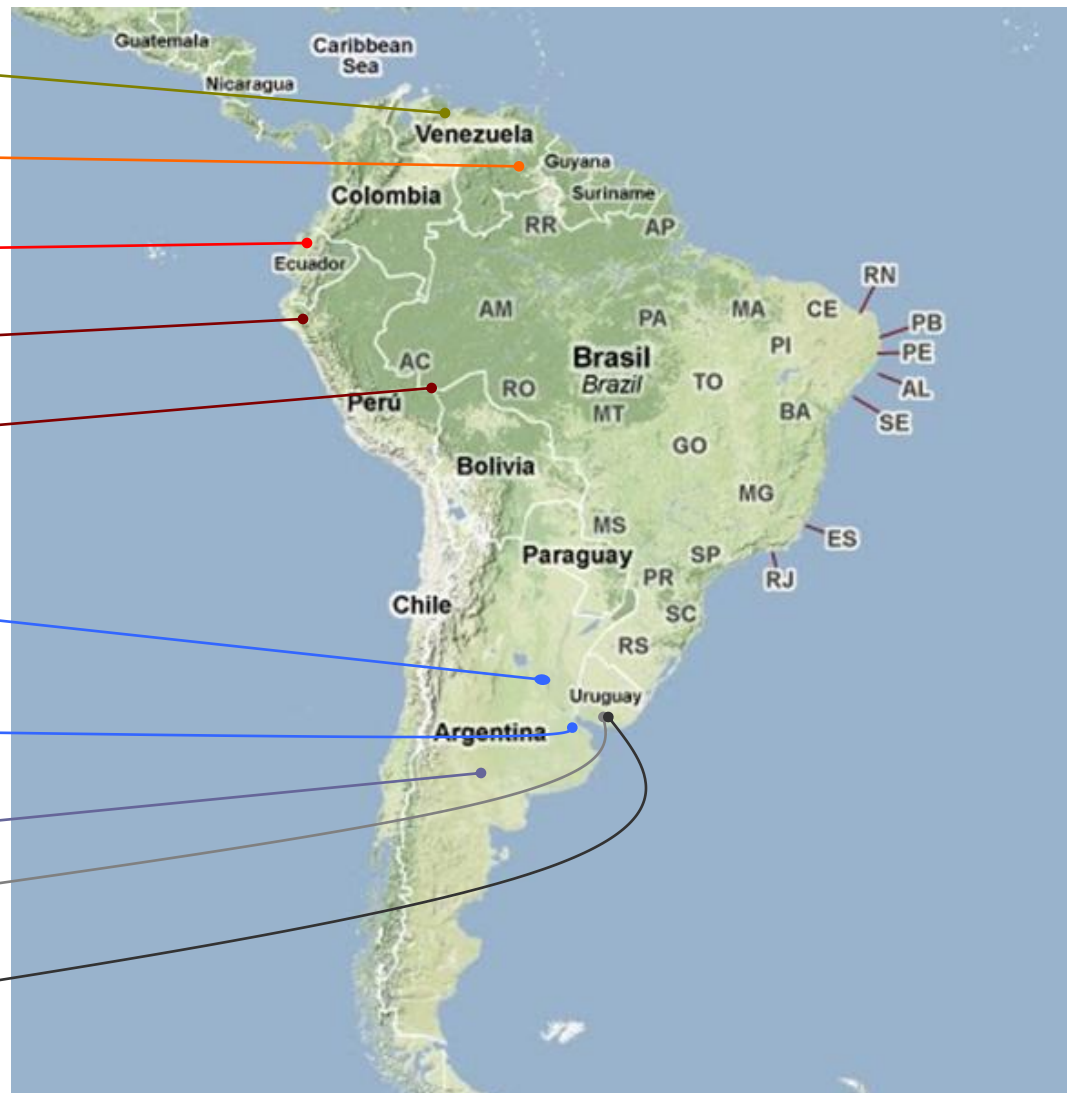 Guatemala
Caribbean
Sea
Nicaragua
Venezuela
Guyana
Colombia
Suriname
RR
AP
Ecuador
RN
AM
PA
MA
CE
PB
PI
PE
Brasil
Brazil
AC
RO
TO
AL
Perú
MT
BA
SE
GO
Bolivia
MG
MS
ES
Paraguay
SP
PR
RJ
Chile
SC
RS
Uruguay
Argentina